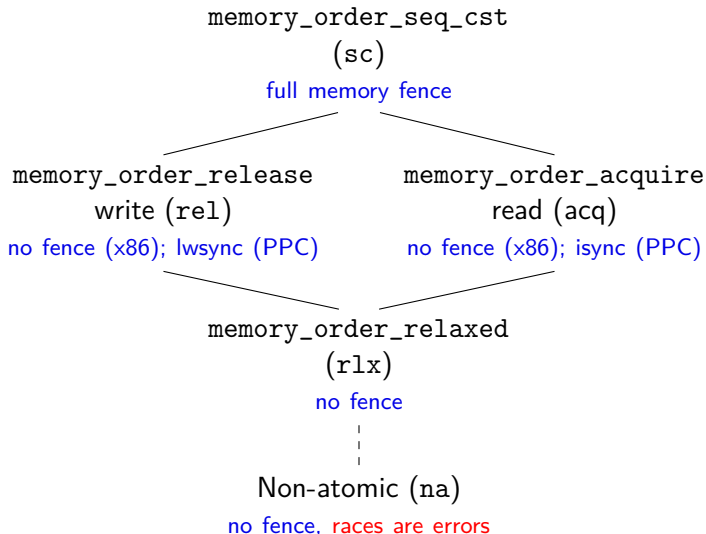 memory_order_seq_cst
(sc)
full memory fence
memory_order_release
write (rel)
no fence (x86); lwsync (PPC)
memory_order_acquire
read (acq)
no fence (x86); isync (PPC)
memory_order_relaxed
(rlx)
no fence
Non-atomic (na)
no fence, races are errors